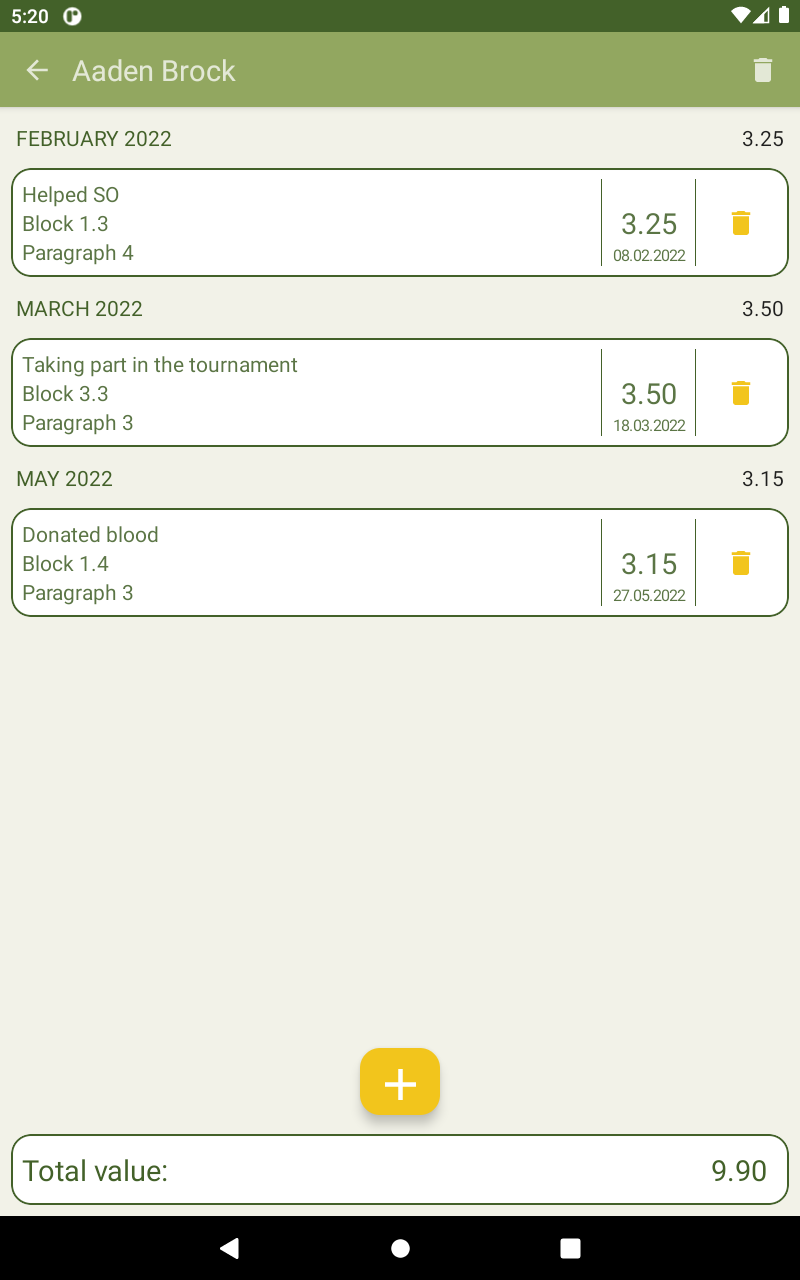 5:20
Aaden Brock
FEBRUARY 2022 3.25
Helped SO
Block 1.3
Paragraph 4
3.25
08.02.2022
MARCH 2022 3.50
Taking part in the tournament
Block 3.3
Paragraph 3
3.50
18.03.2022
MAY 2022 3.15
Donated blood
Block 1.4
Paragraph 3
3.15
27.05.2022
Total value: 9.90